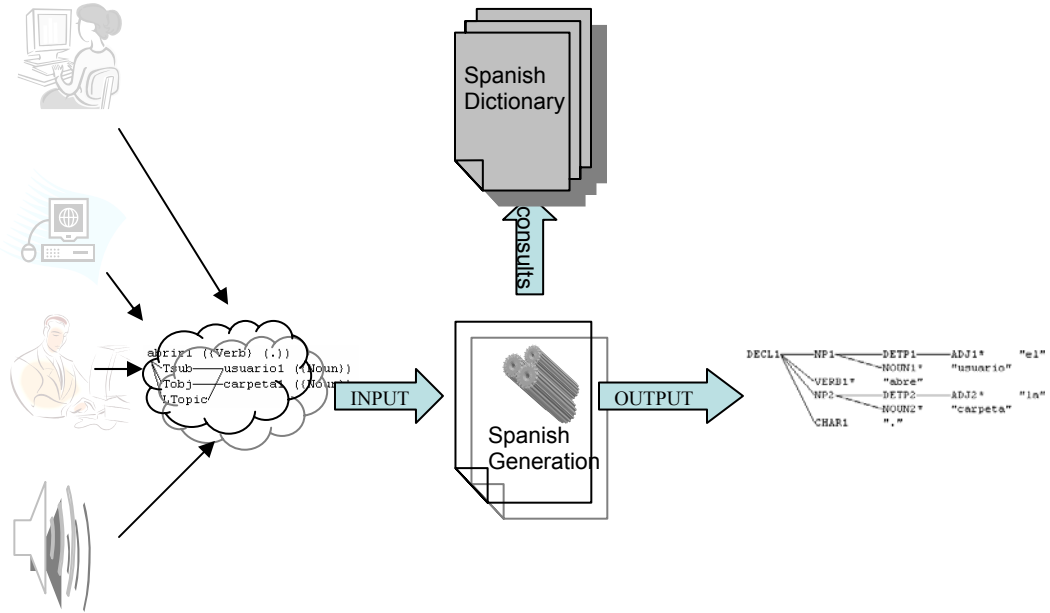 Spanish
Dictionary
consults
abrir1 ({Verb} (.))
Tsub usuario1 ({Noun})
Tobj carpeta1 ({Noun})
LTopic
INPUT
Spanish
Generation
OUTPUT
DECL1 NP1 DETP1 ADJ1* "el"
NOUN1* "usuario"
VERB1* "abre"
NP2 DETP2 ADJ2* "la"
NOUN2* "carpeta"
CHAR1 "."